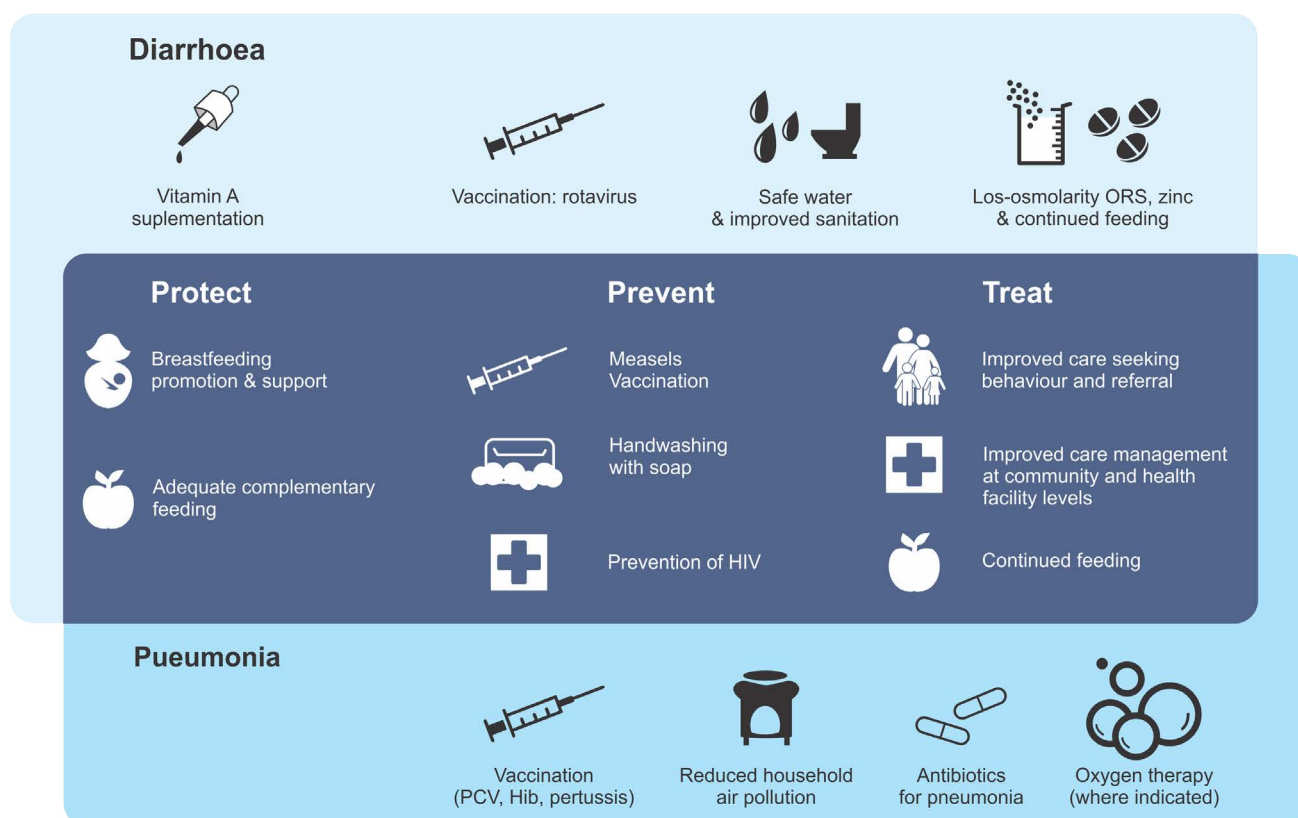 Diarrhoea
Vitamin A
suplementation
Vaccination: rotavirus
Safe water
& improved sanitation
Los-osmolarity ORS, zinc
& continued feeding
Protect
Breastfeeding
promotion & support
Adequate complementary
feeding
Prevent
Measels
Vaccination
Handwashing
with soap
Prevention of HIV
Treat
Improved care seeking
behaviour and referral
Improved care management
at community and health
facility levels
Continued feeding
Pueumonia
Vaccination
(PCV, Hib, pertussis)
Reduced household
air pollution
Antibiotics
for pneumonia
Oxygen therapy
(where indicated)